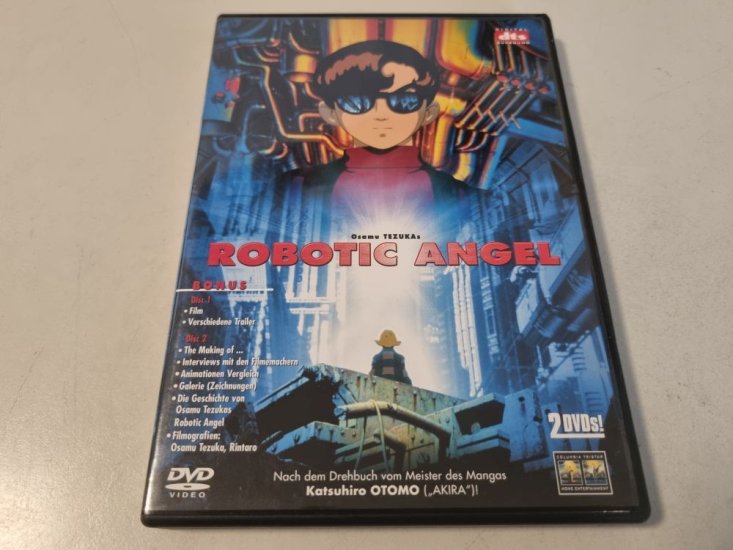 DIGITAL
dts
SURROUND
Osamu TEZUKAs
ROBOTIC ANGEL
BONUS
Disc 1
• Film
• Verschiedene Trailer
Disc 2
• The Making of ...
• Interviews mit den Filmemachern
• Animationen Vergleich
• Galerie (Zeichnungen)
• Die Geschichte von
Osamu Tezukas
Robotic Angel
• Filmografien:
Osamu Tezuka, Rintaro
2 DVDs!
DVD
VIDEO
Nach dem Drehbuch vom Meister des Mangas
Katsuhiro OTOMO („AKIRA“)!
COLUMBIA TRISTAR
HOME ENTERTAINMENT